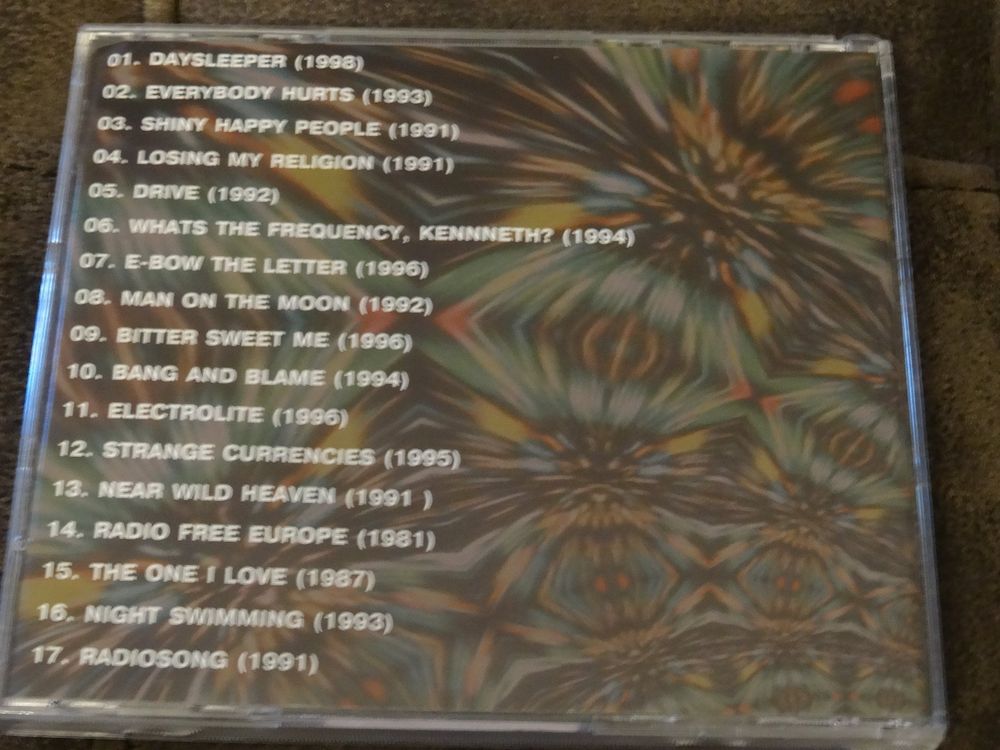 01. DAYSLEEPER (1998)
02. EVERYBODY HURTS (1993)
03. SHINY HAPPY PEOPLE (1991)
04. LOSING MY RELIGION (1991)
05. DRIVE (1992)
06. WHATS THE FREQUENCY, KENNNETH? (1994)
07. E-BOW THE LETTER (1996)
08. MAN ON THE MOON (1992)
09. BITTER SWEET ME (1996)
10. BANG AND BLAME (1994)
11. ELECTROLITE (1996)
12. STRANGE CURRENCIES (1995)
13. NEAR WILD HEAVEN (1991 )
14. RADIO FREE EUROPE (1981)
15. THE ONE I LOVE (1987)
16. NIGHT SWIMMING (1993)
17. RADIOSONG (1991)